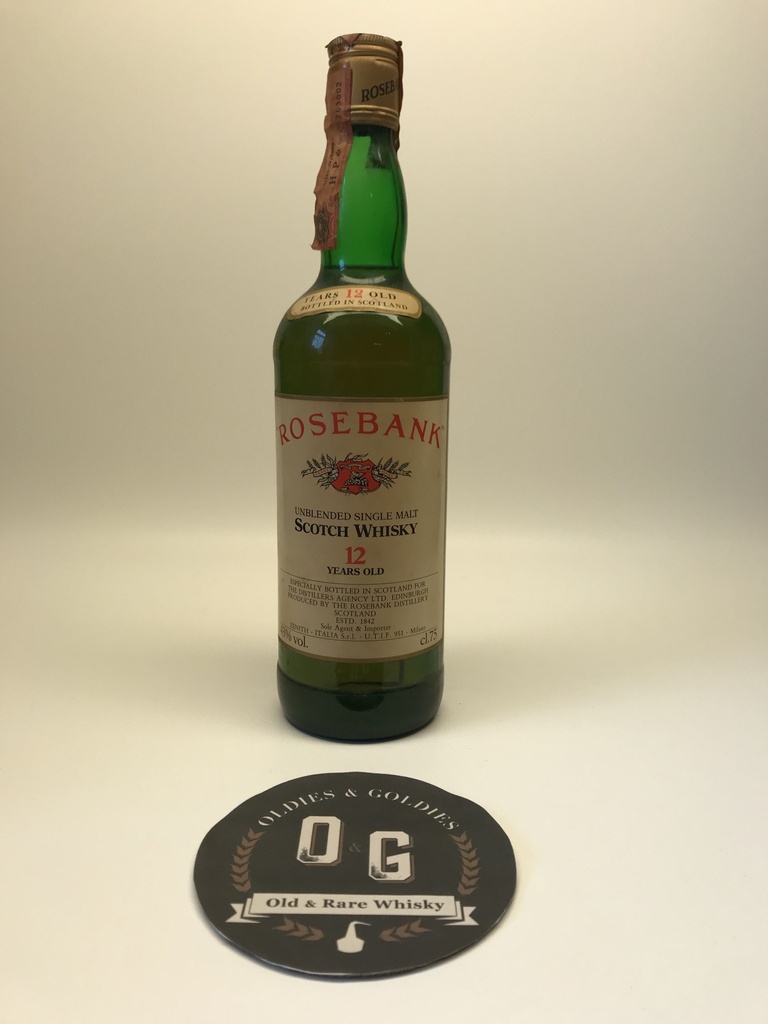 ROSEB
YEARS 12 OLD
BOTTLED IN SCOTLAND
"ROSEBANK"
UNBLENDED SINGLE MALT
SCOTCH WHISKY
12
YEARS OLD
ESPECIALLY BOTTLED IN SCOTLAND FOR
THE DISTILLERS AGENCY LTD. EDINBURGH
PRODUCED BY THE ROSEBANK DISTILLERY
SCOTLAND
ESTD. 1842
Sole Agent & Importer
ZENITH - ITALIA S.r.l. - U.T.I.F. 951 - Milano
% vol. cl.75
OLDIES & GOLDIES
O & G
Old & Rare Whisky